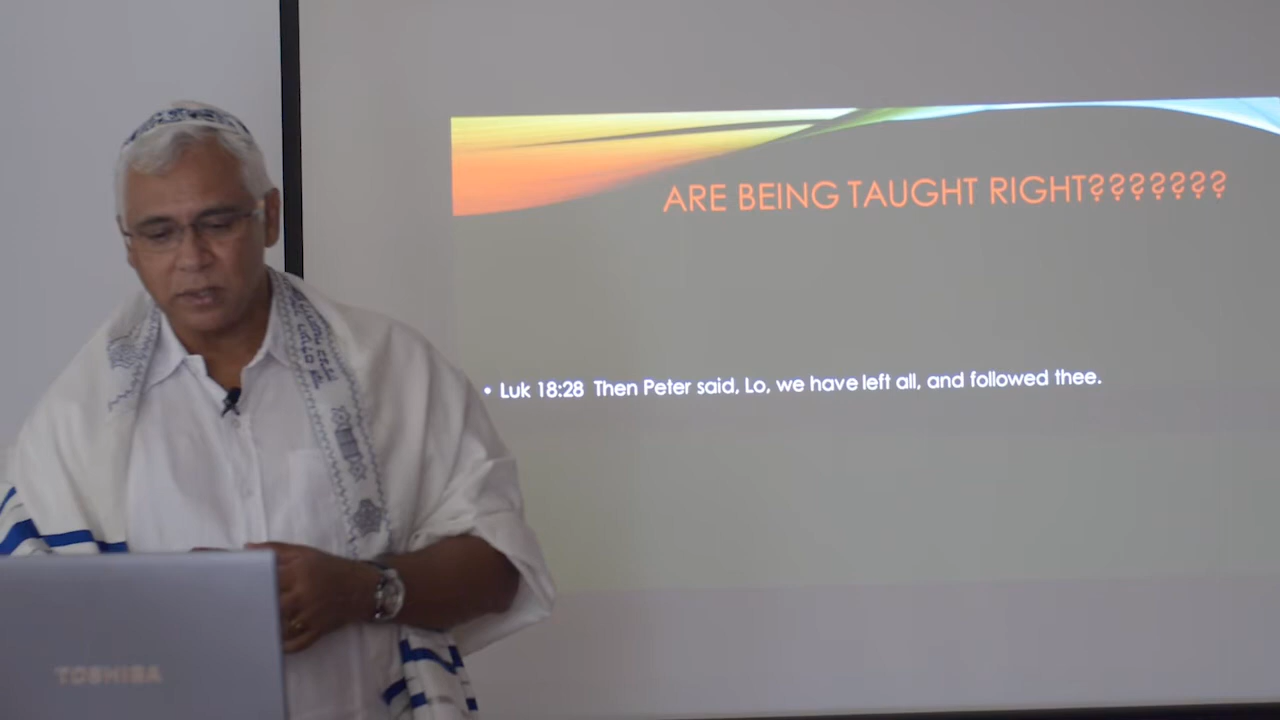 ARE BEING TAUGHT RIGHT???????
• Luk 18:28 Then Peter said, Lo, we have left all, and followed thee.
TOSHIBA